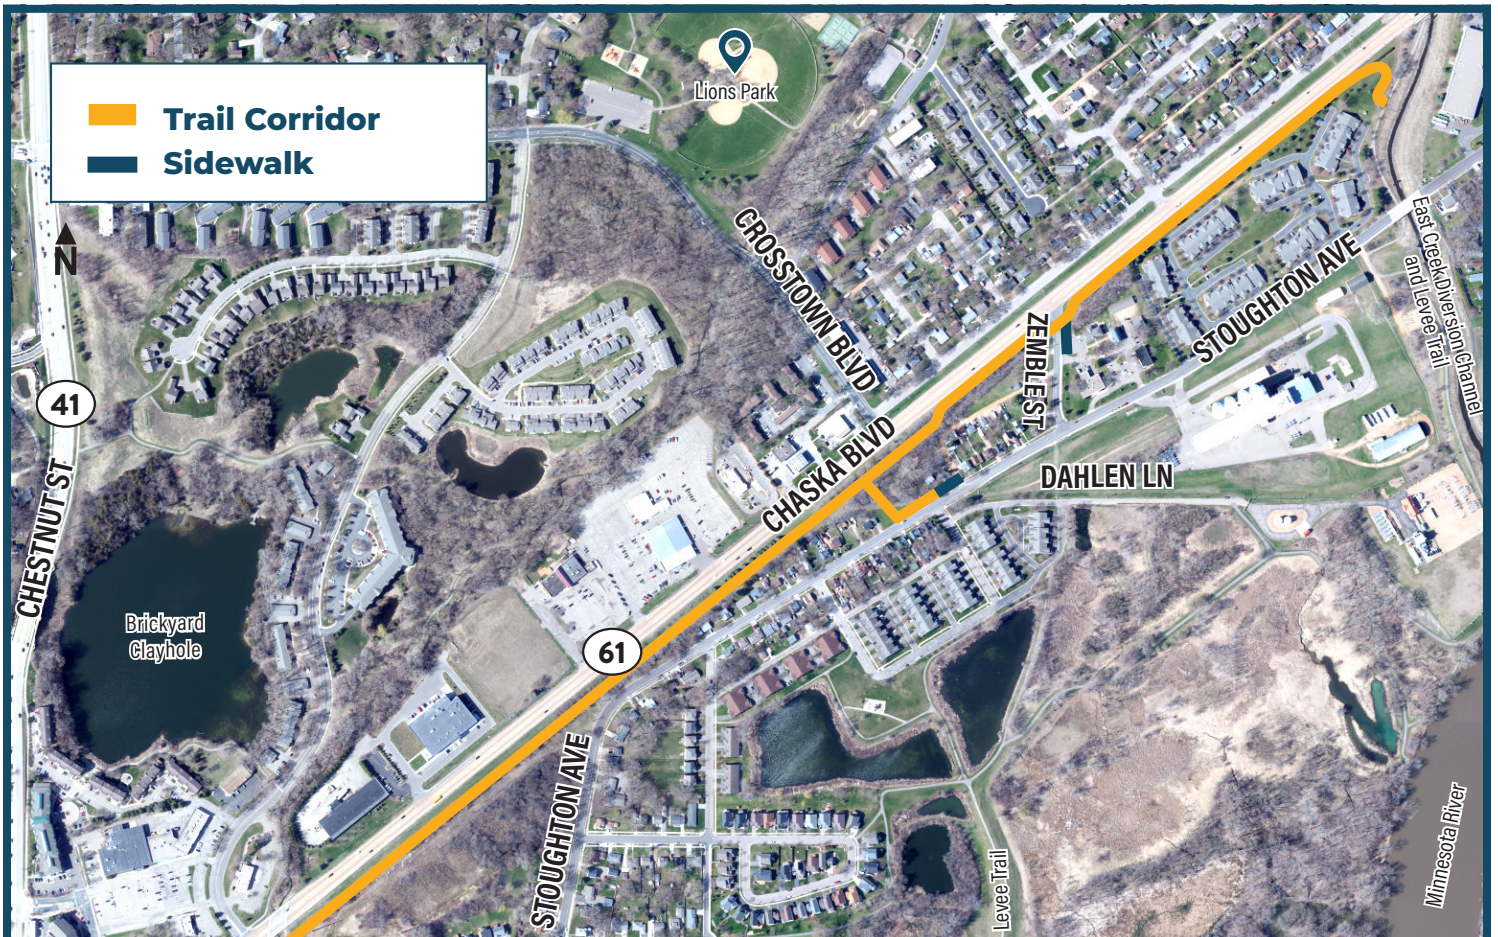 Trail Corridor
Sidewalk
N
Lions Park
CROSSTOWN BLVD
East Creek Diversion Channel
and Levee Trail
STOUGHTON AVE
ZEMBLE ST
41
CHESTNUT ST
CHASKA BLVD
DAHLEN LN
Brickyard
Clayhole
61
STOUGHTON AVE
Levee Trail
Minnesota River